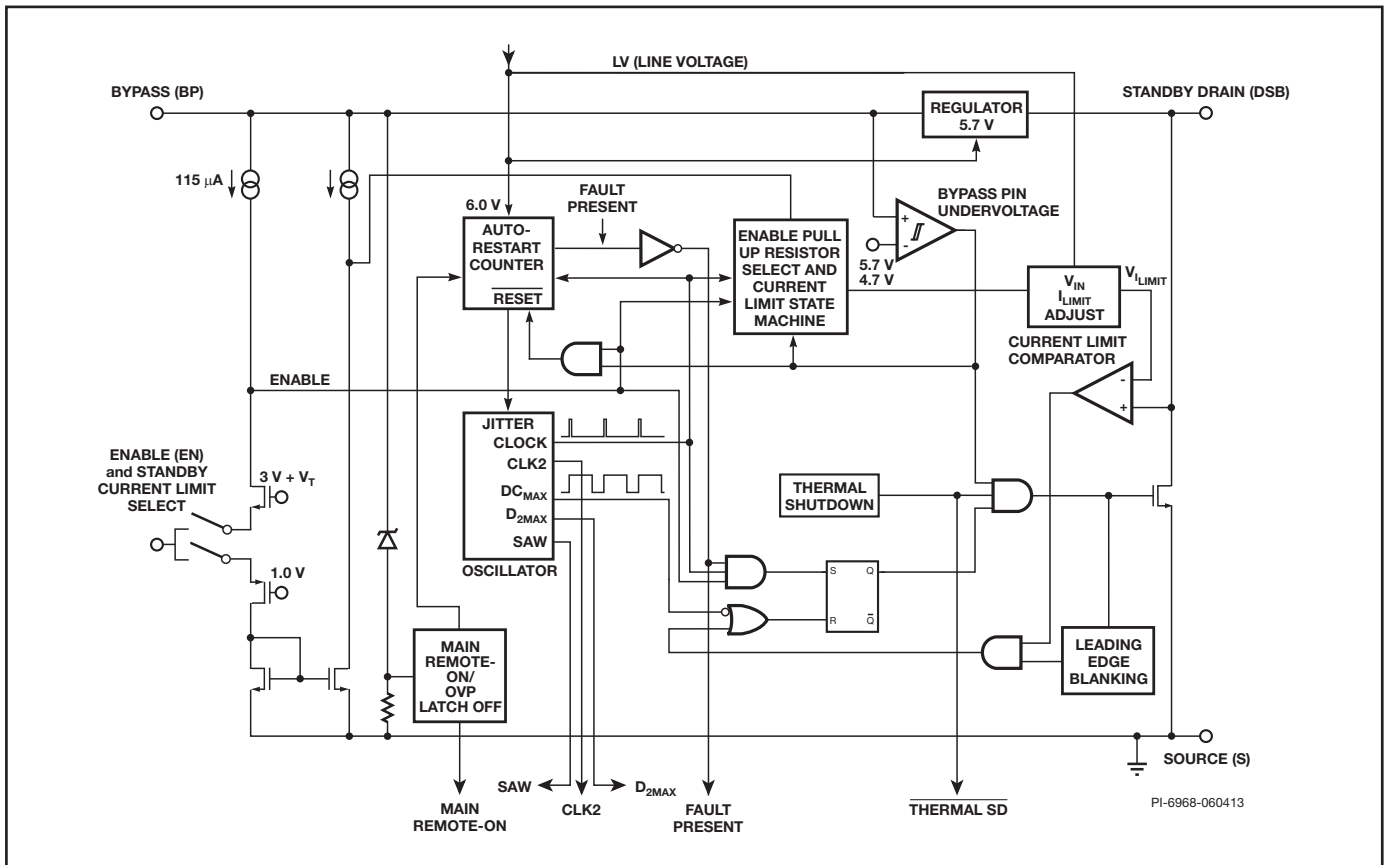 LV (LINE VOLTAGE)
BYPASS (BP)
REGULATOR
5.7 V
STANDBY DRAIN (DSB)
115 µA
6.0 V
FAULT
PRESENT
BYPASS PIN
UNDERVOLTAGE
AUTO-
RESTART
COUNTER
RESET
ENABLE PULL
UP RESISTOR
SELECT AND
CURRENT
LIMIT STATE
MACHINE
+
-
5.7 V
4.7 V
VIN
ILIMIT
ADJUST
VILIMIT
CURRENT LIMIT
COMPARATOR
-
+
ENABLE
JITTER
CLOCK
CLK2
DCMAX
D2MAX
SAW
OSCILLATOR
ENABLE (EN)
and STANDBY
CURRENT LIMIT
SELECT
3 V + VT
1.0 V
THERMAL
SHUTDOWN
S Q
R Q̅
MAIN
REMOTE-
ON/
OVP
LATCH OFF
LEADING
EDGE
BLANKING
SOURCE (S)
SAW
D2MAX
MAIN
REMOTE-ON
CLK2
FAULT
PRESENT
THERMAL SD
PI-6968-060413